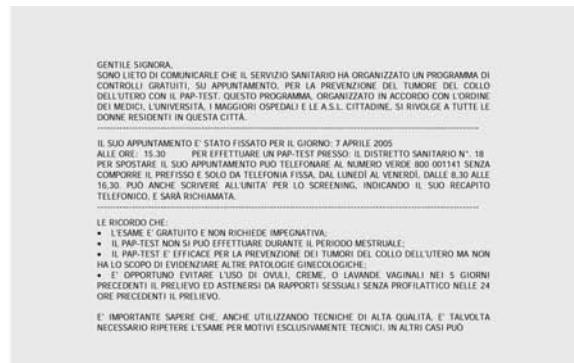 GENTILE SIGNORA,
SONO LIETO DI COMUNICARLE CHE IL SERVIZIO SANITARIO HA ORGANIZZATO UN PROGRAMMA DI
CONTROLLI GRATUITI, SU APPUNTAMENTO, PER LA PREVENZIONE DEL TUMORE DEL COLLO
DELL'UTERO CON IL PAP-TEST. QUESTO PROGRAMMA, ORGANIZZATO IN ACCORDO CON L'ORDINE
DEI MEDICI, L'UNIVERSITÀ, I MAGGIORI OSPEDALI E LE A.S.L. CITTADINE, SI RIVOLGE A TUTTE LE
DONNE RESIDENTI IN QUESTA CITTÀ.
IL SUO APPUNTAMENTO E' STATO FISSATO PER IL GIORNO: 7 APRILE 2005
ALLE ORE: 15.30 PER EFFETTUARE UN PAP-TEST PRESSO: IL DISTRETTO SANITARIO N°. 18
PER SPOSTARE IL SUO APPUNTAMENTO PUÒ TELEFONARE AL NUMERO VERDE 800 001141 SENZA
COMPORRE IL PREFISSO E SOLO DA TELEFONIA FISSA, DAL LUNEDÌ AL VENERDÌ, DALLE 8,30 ALLE
16,30. PUÒ ANCHE SCRIVERE ALL'UNITA' PER LO SCREENING, INDICANDO IL SUO RECAPITO
TELEFONICO, E SARÀ RICHIAMATA.
LE RICORDO CHE:
• L'ESAME E' GRATUITO E NON RICHIEDE IMPEGNATIVA;
• IL PAP-TEST NON SI PUÒ EFFETTUARE DURANTE IL PERIODO MESTRUALE;
• IL PAP-TEST E' EFFICACE PER LA PREVENZIONE DEI TUMORI DEL COLLO DELL'UTERO MA NON
HA LO SCOPO DI EVIDENZIARE ALTRE PATOLOGIE GINECOLOGICHE;
• E' OPPORTUNO EVITARE L'USO DI OVULI, CREME, O LAVANDE VAGINALI NEI 5 GIORNI
PRECEDENTI IL PRELIEVO ED ASTENERSI DA RAPPORTI SESSUALI SENZA PROFILATTICO NELLE 24
ORE PRECEDENTI IL PRELIEVO.
E' IMPORTANTE SAPERE CHE, ANCHE UTILIZZANDO TECNICHE DI ALTA QUALITÀ, E' TALVOLTA
NECESSARIO RIPETERE L'ESAME PER MOTIVI ESCLUSIVAMENTE TECNICI. IN ALTRI CASI PUÒ